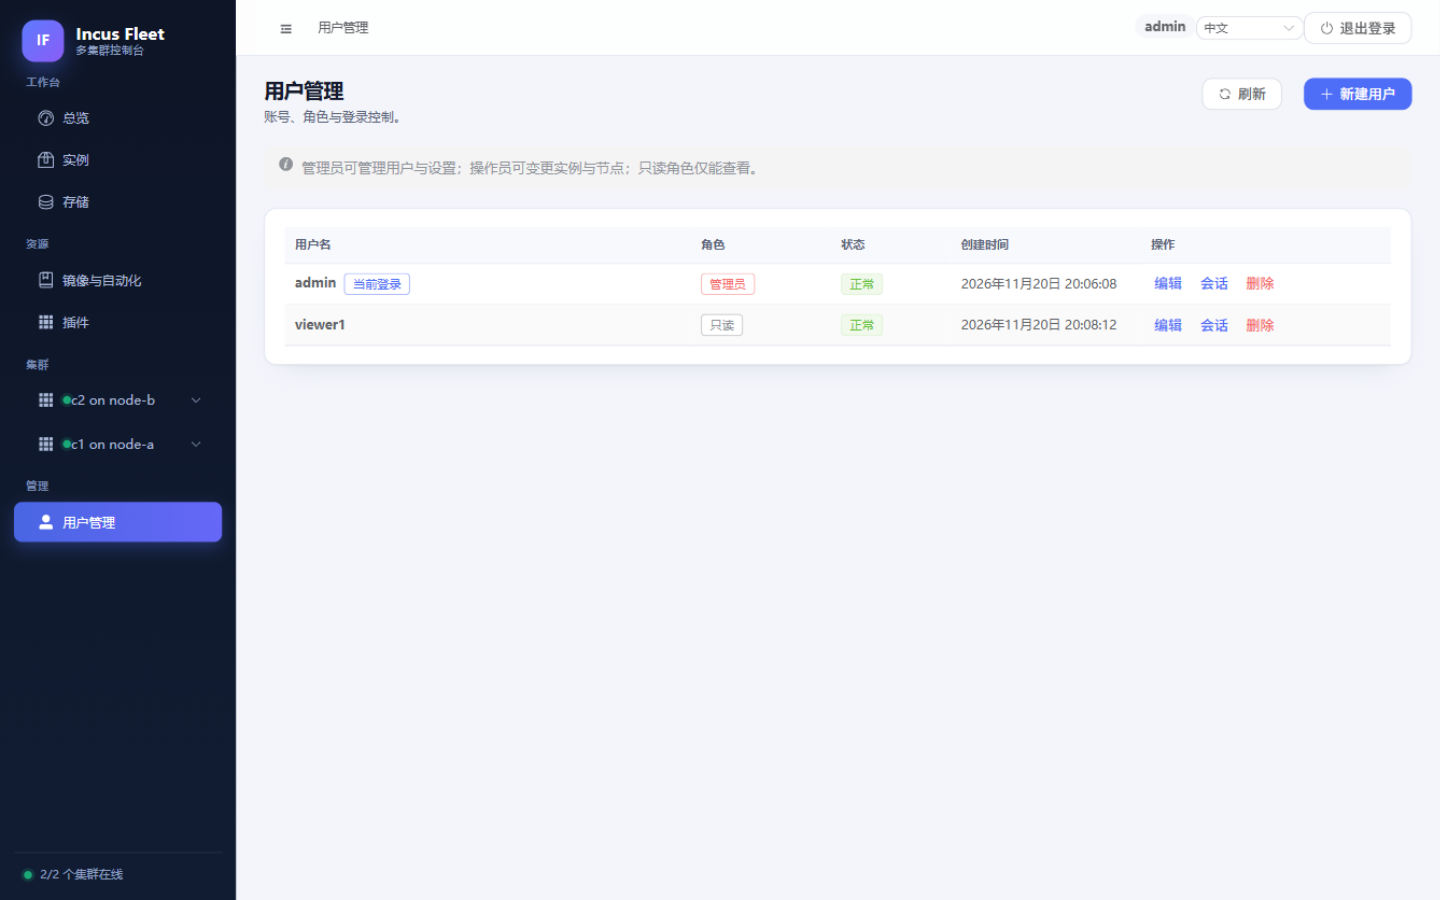 IF
Incus Fleet
多集群控制台
工作台
总览
实例
存储
资源
镜像与自动化
插件
集群
c2 on node-b
c1 on node-a
管理
用户管理
2/2 个集群在线
用户管理
admin
中文
退出登录
用户管理
账号、角色与登录控制。
刷新
新建用户
管理员可管理用户与设置；操作员可变更实例与节点；只读角色仅能查看。
用户名 角色 状态 创建时间 操作
admin 当前登录 管理员 正常 2026年11月20日 20:06:08 编辑 会话 删除
viewer1 只读 正常 2026年11月20日 20:08:12 编辑 会话 删除